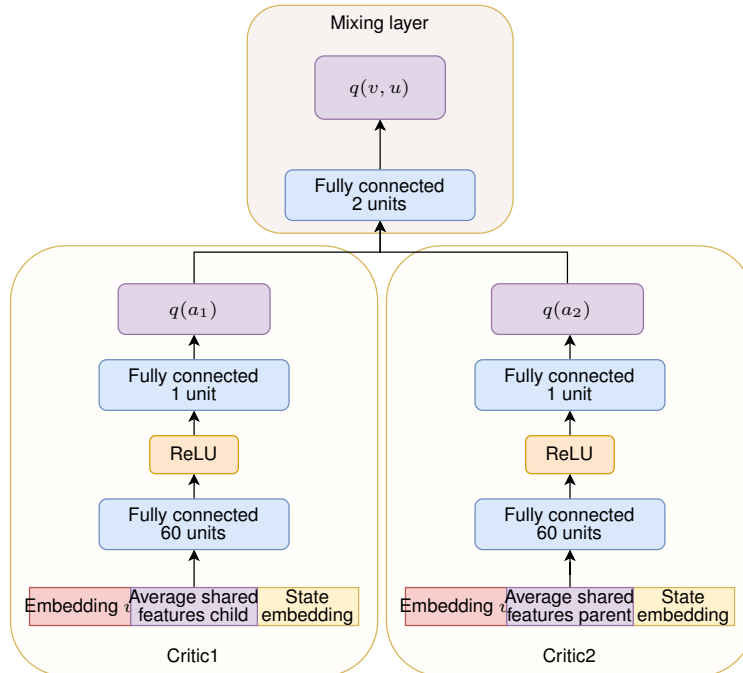 Mixing layer
q(v, u)
Fully connected
2 units
q(a₁)
Fully connected
1 unit
ReLU
Fully connected
60 units
Embedding
Average shared
features child
State
embedding
Critic1
q(a₂)
Fully connected
1 unit
ReLU
Fully connected
60 units
Embedding
Average shared
features parent
State
embedding
Critic2